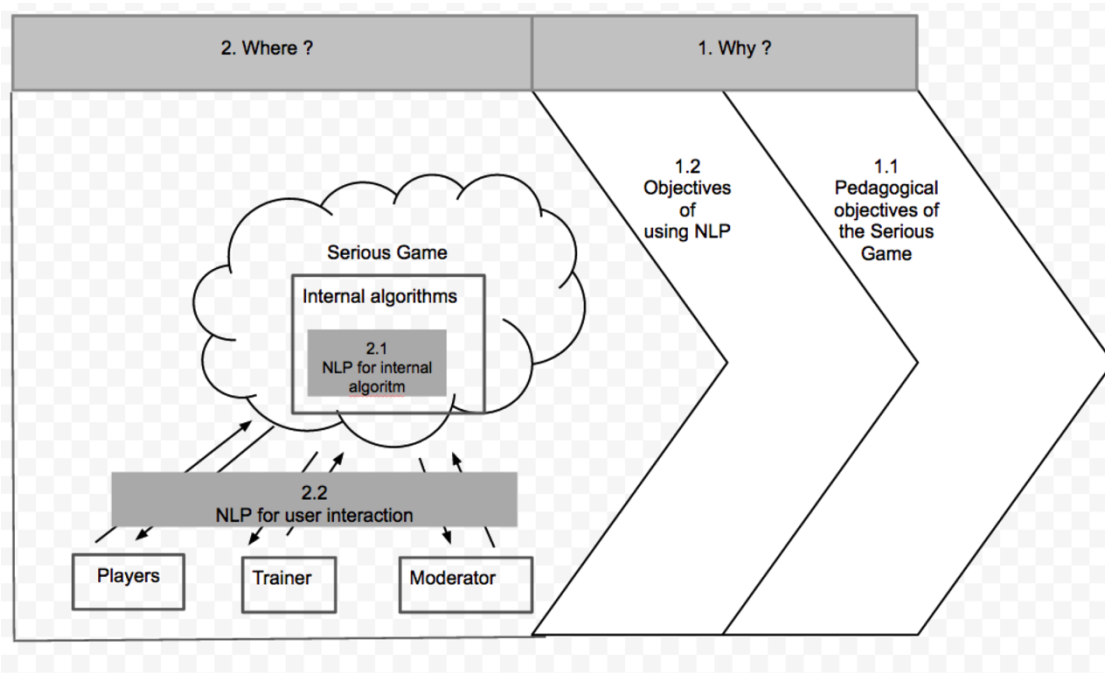 2. Where ?
1. Why ?
1.2
Objectives
of
using NLP
1.1
Pedagogical
objectives of
the Serious
Game
Serious Game
Internal algorithms
2.1
NLP for internal
algoritm
2.2
NLP for user interaction
Players
Trainer
Moderator